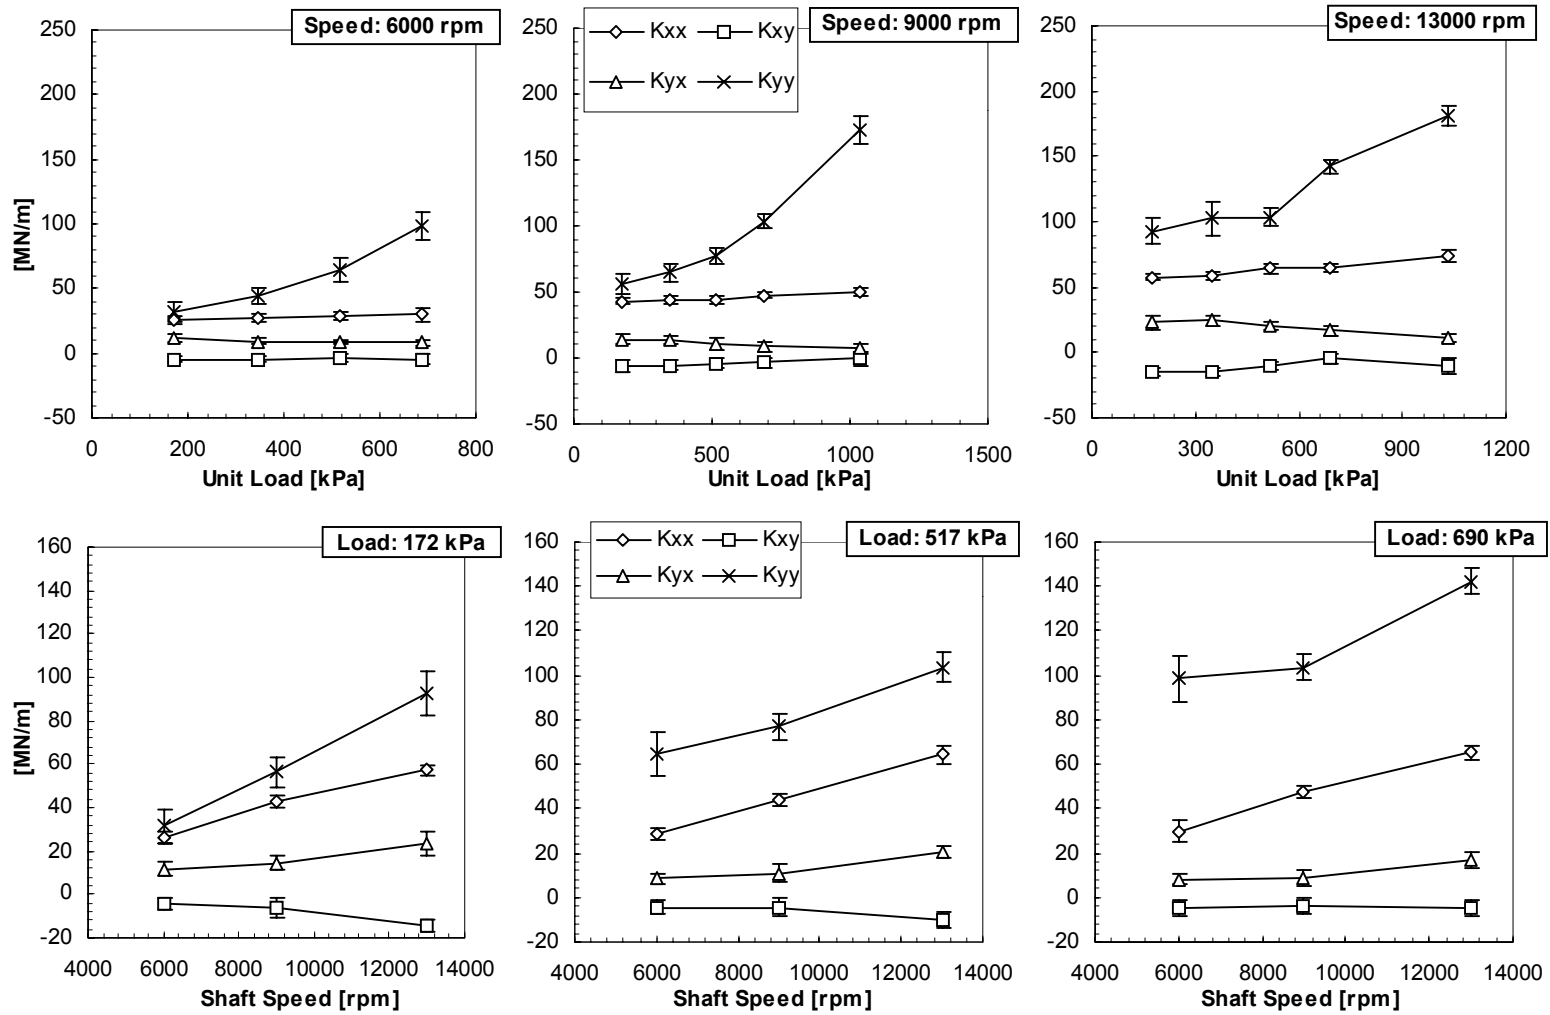 Speed: 6000 rpm
250
200
150
100
50
0
-50
[MN/m]
0 200 400 600 800
Unit Load [kPa]
Speed: 9000 rpm
Kxx Kxy
Kyx Kyy
250
200
150
100
50
0
-50
0 500 1000 1500
Unit Load [kPa]
Speed: 13000 rpm
250
200
150
100
50
0
-50
0 300 600 900 1200
Unit Load [kPa]
Load: 172 kPa
160
140
120
100
80
60
40
20
0
-20
[MN/m]
4000 6000 8000 10000 12000 14000
Shaft Speed [rpm]
Load: 517 kPa
Kxx Kxy
Kyx Kyy
160
140
120
100
80
60
40
20
0
-20
4000 6000 8000 10000 12000 14000
Shaft Speed [rpm]
Load: 690 kPa
160
140
120
100
80
60
40
20
0
-20
4000 6000 8000 10000 12000 14000
Shaft Speed [rpm]